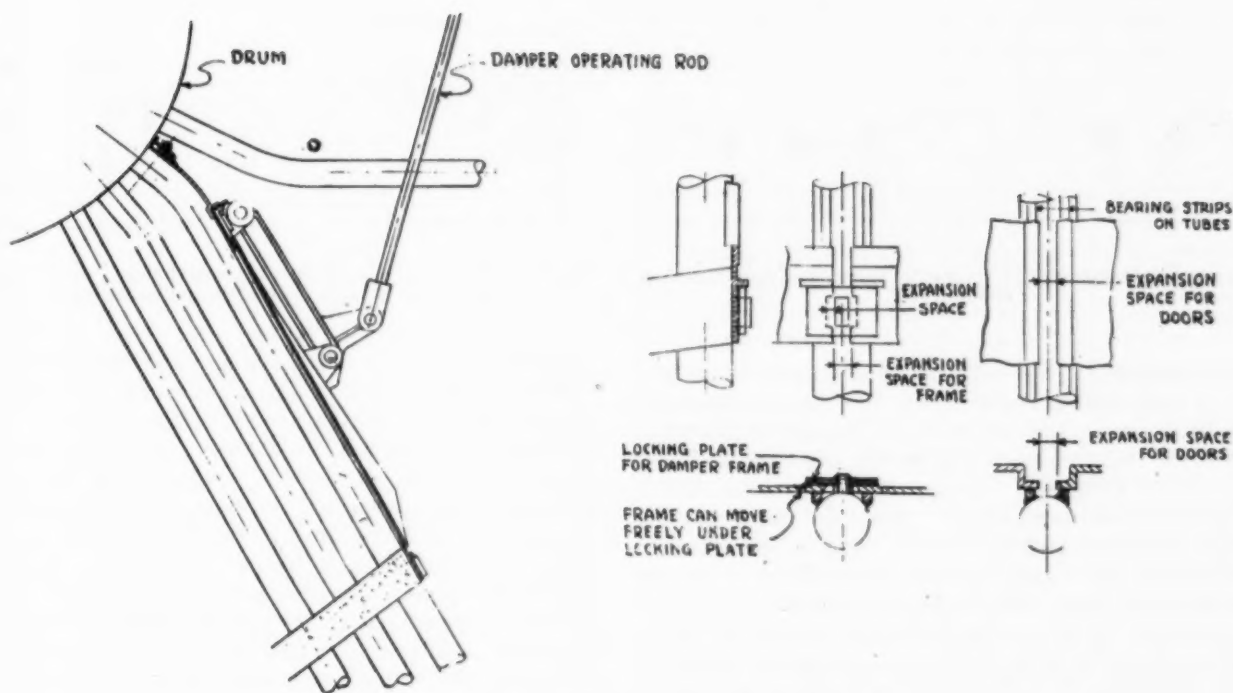 DRUM
DAMPER OPERATING ROD
BEARING STRIPS
ON TUBES
EXPANSION
SPACE
EXPANSION
SPACE FOR
DOORS
EXPANSION
SPACE FOR
FRAME
LOCKING PLATE
FOR DAMPER FRAME
EXPANSION SPACE
FOR DOORS
FRAME CAN MOVE
FREELY UNDER
LOCKING PLATE